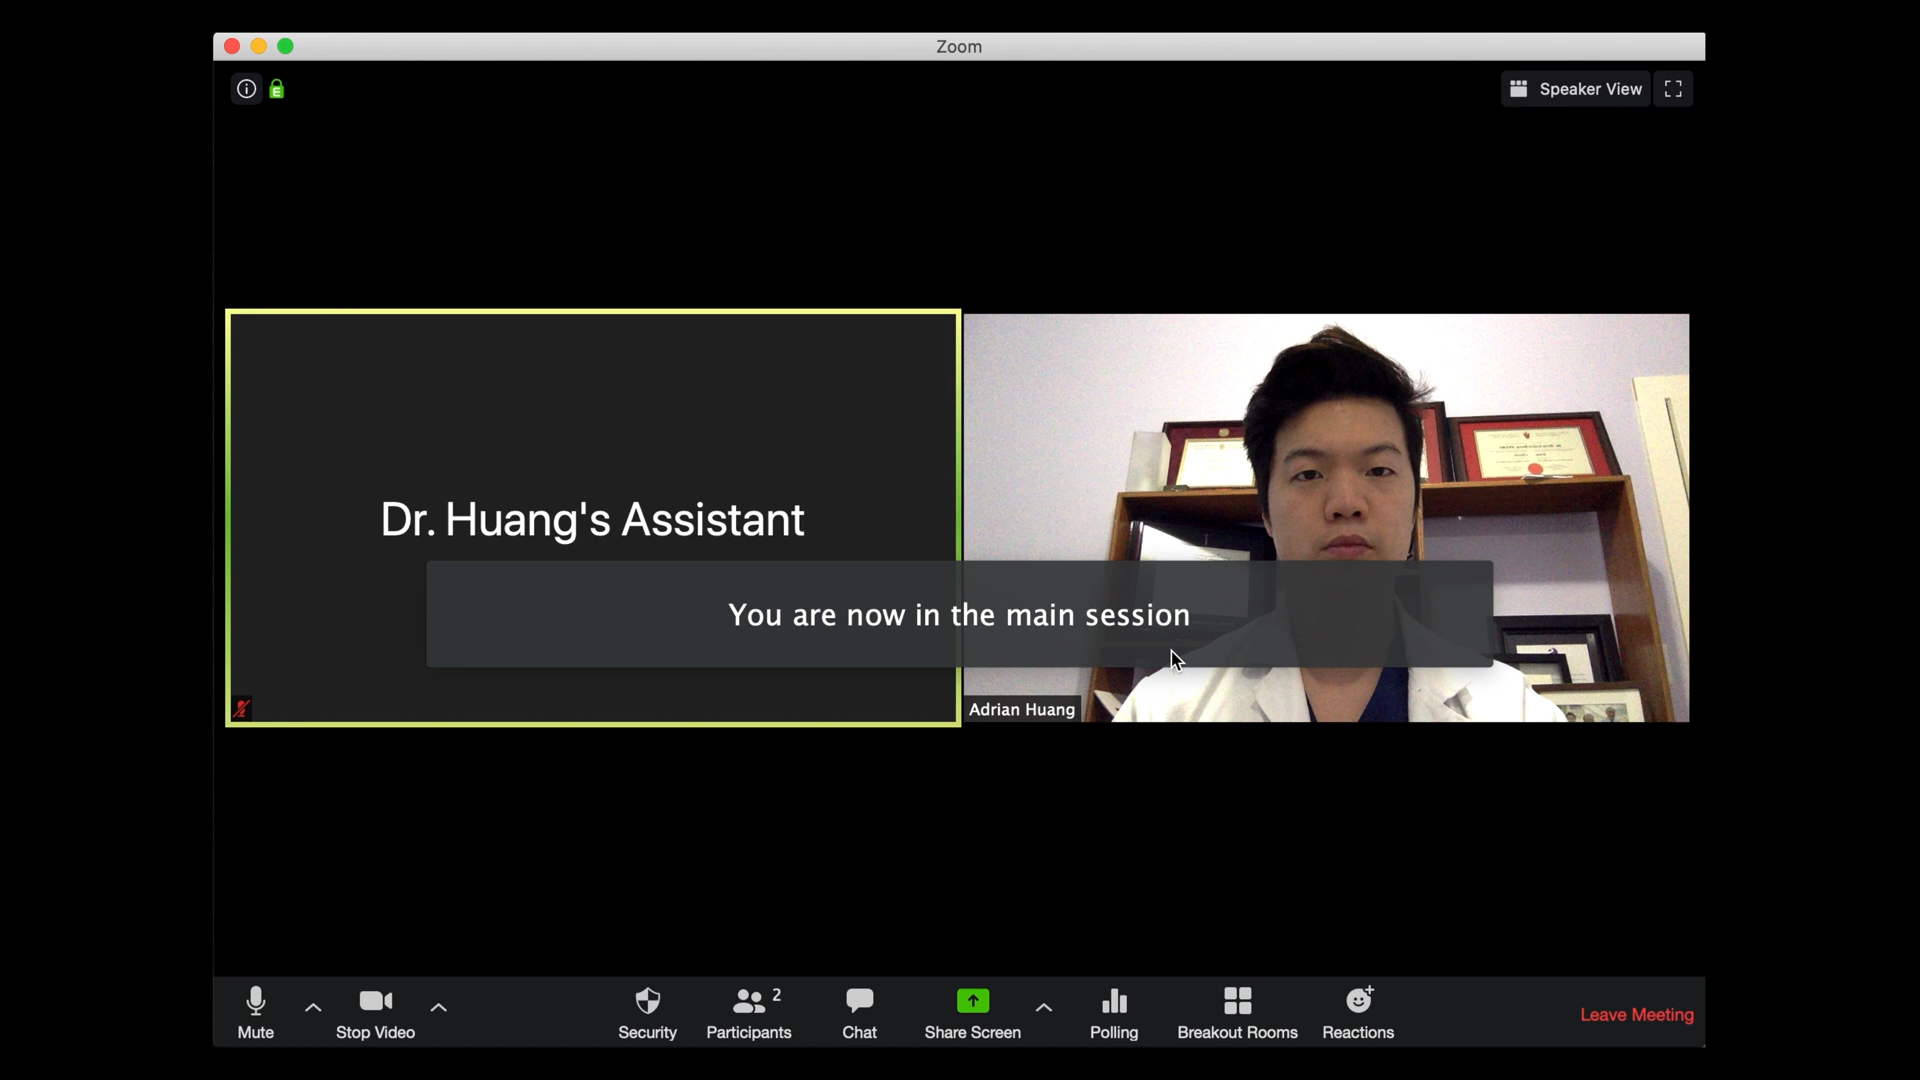 Zoom
Speaker View
Dr. Huang's Assistant
You are now in the main session
Adrian Huang
Mute
Stop Video
Security
Participants
2
Chat
Share Screen
Polling
Breakout Rooms
Reactions
Leave Meeting